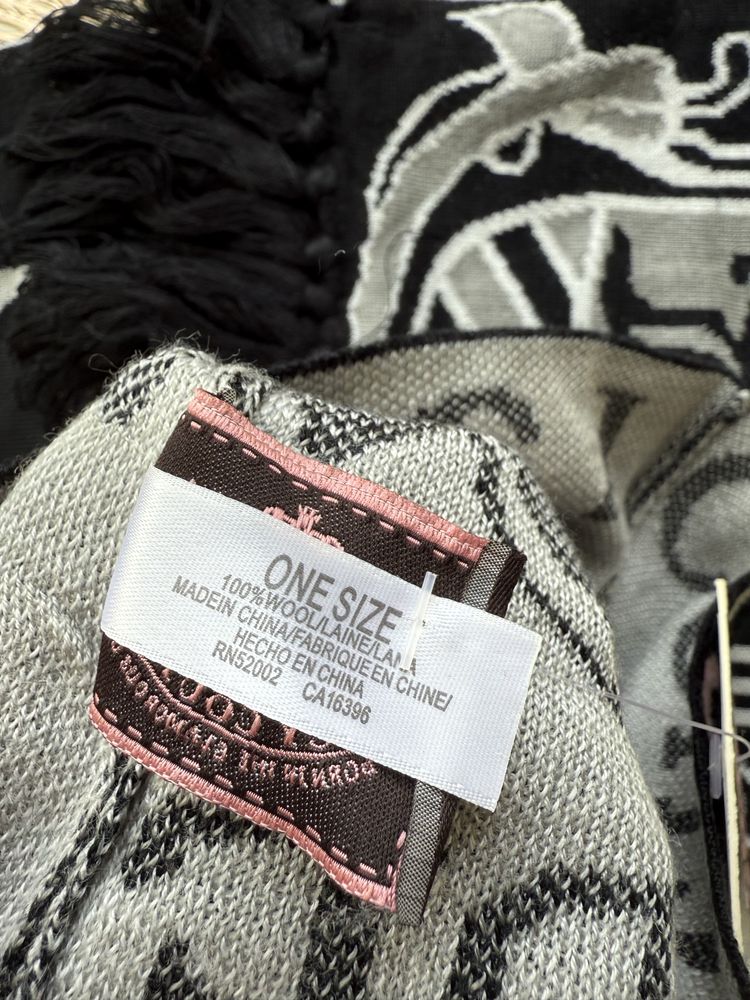 ONE SIZE
100%WOOL/LAINE/LANA
MADEIN CHINA/FABRIQUE EN CHINE/
HECHO EN CHINA
RN52002 CA16396